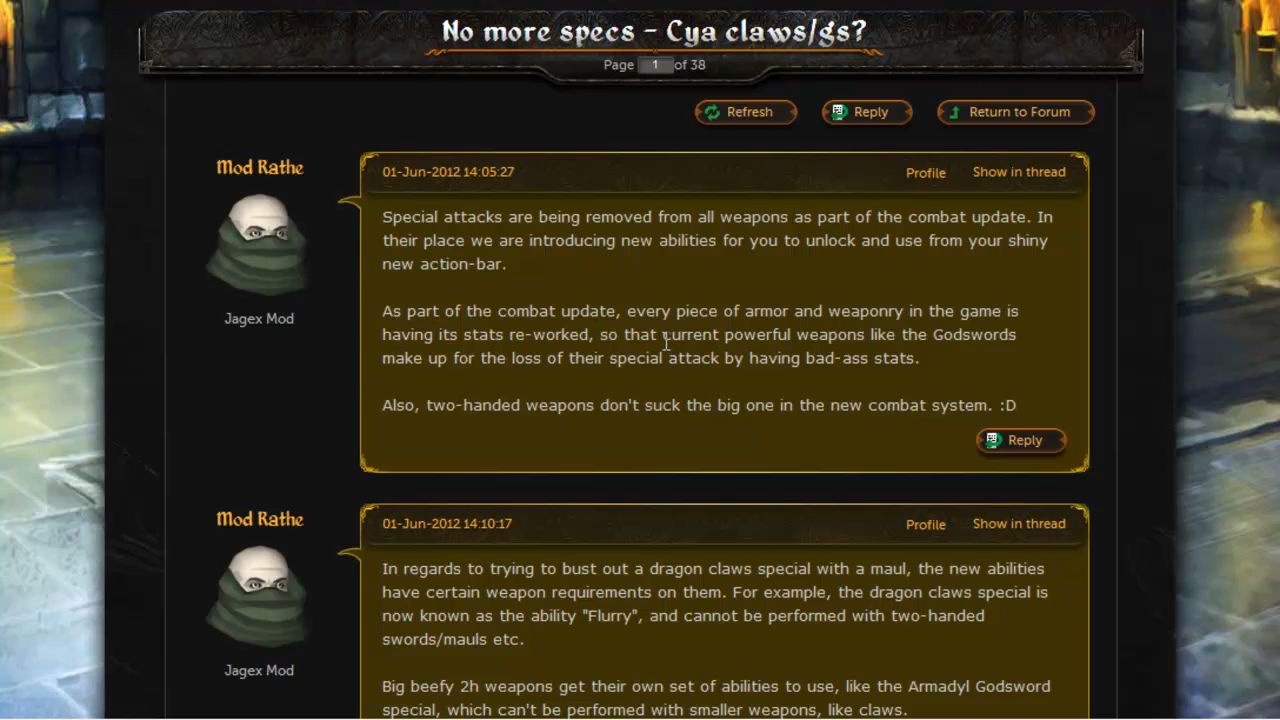 No more specs - Cya claws/gs?
Page 1 of 38
Refresh
Reply
Return to Forum
Mod Rathe
Jagex Mod
01-Jun-2012 14:05:27
Profile
Show in thread
Special attacks are being removed from all weapons as part of the combat update. In
their place we are introducing new abilities for you to unlock and use from your shiny
new action-bar.
As part of the combat update, every piece of armor and weaponry in the game is
having its stats re-worked, so that current powerful weapons like the Godswords
make up for the loss of their special attack by having bad-ass stats.
Also, two-handed weapons don't suck the big one in the new combat system. :D
Reply
Mod Rathe
Jagex Mod
01-Jun-2012 14:10:17
Profile
Show in thread
In regards to trying to bust out a dragon claws special with a maul, the new abilities
have certain weapon requirements on them. For example, the dragon claws special is
now known as the ability "Flurry", and cannot be performed with two-handed
swords/mauls etc.
Big beefy 2h weapons get their own set of abilities to use, like the Armadyl Godsword
special, which can't be performed with smaller weapons, like claws.